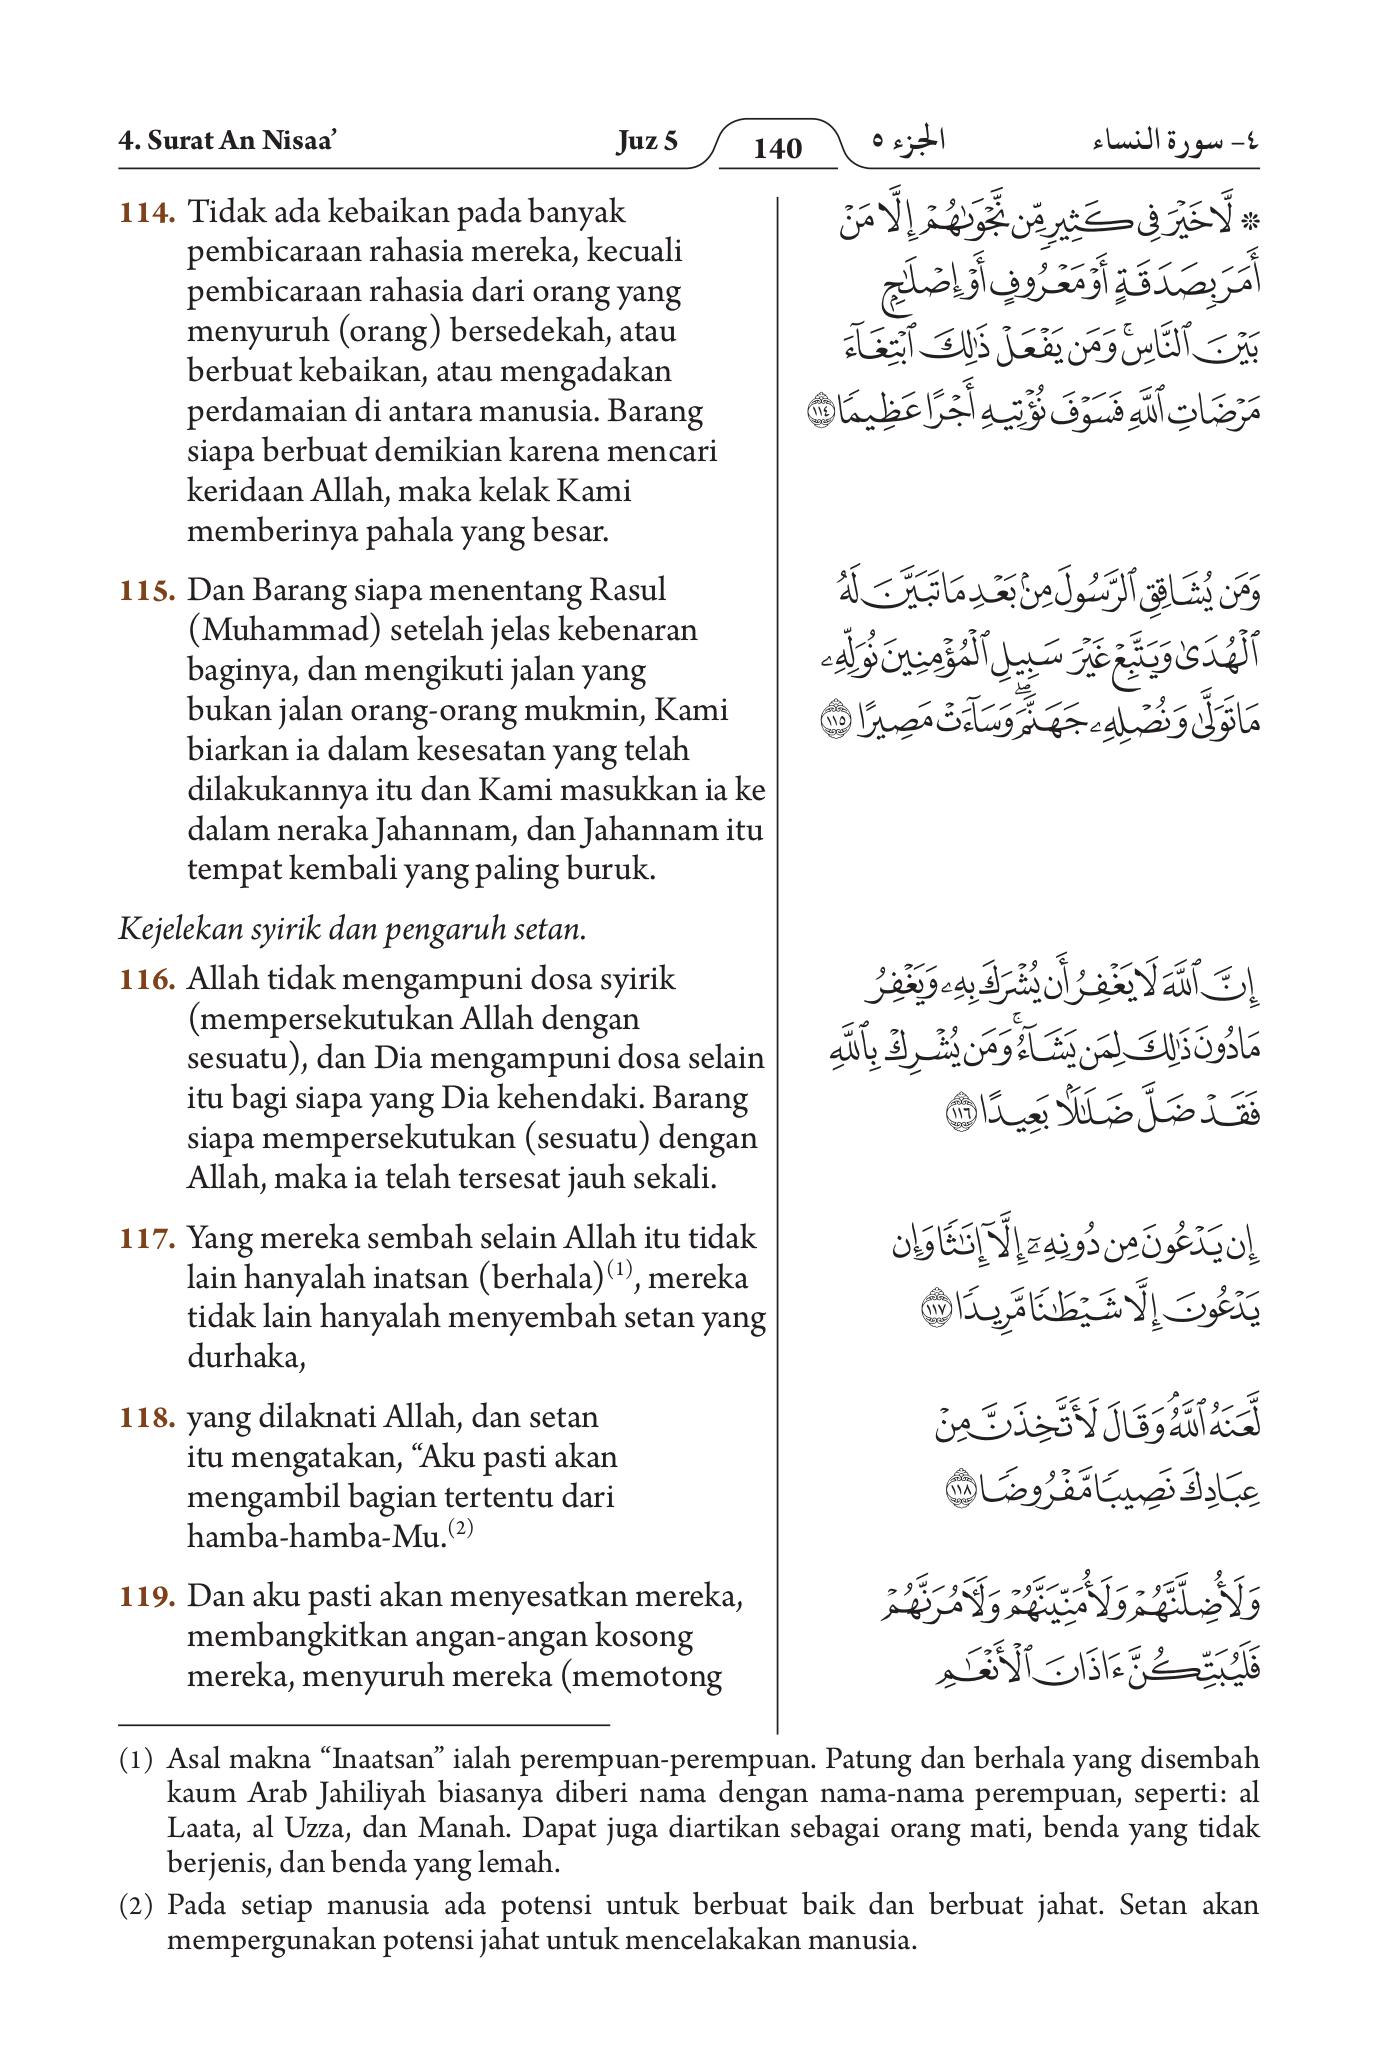 4. Surat An Nisaa’ Juz 5 140 الجزء ٥ ٤- سورة النساء
114. Tidak ada kebaikan pada banyak
pembicaraan rahasia mereka, kecuali
pembicaraan rahasia dari orang yang
menyuruh (orang) bersedekah, atau
berbuat kebaikan, atau mengadakan
perdamaian di antara manusia. Barang
siapa berbuat demikian karena mencari
keridaan Allah, maka kelak Kami
memberinya pahala yang besar.
۞ لَّا خَيْرَ فِى كَثِيرٍ مِّن نَّجْوَىٰهُمْ إِلَّا مَنْ
أَمَرَ بِصَدَقَةٍ أَوْ مَعْرُوفٍ أَوْ إِصْلَٰحٍۭ
بَيْنَ ٱلنَّاسِ ۚ وَمَن يَفْعَلْ ذَٰلِكَ ٱبْتِغَآءَ
مَرْضَاتِ ٱللَّهِ فَسَوْفَ نُؤْتِيهِ أَجْرًا عَظِيمًا ١١٤
115. Dan Barang siapa menentang Rasul
(Muhammad) setelah jelas kebenaran
baginya, dan mengikuti jalan yang
bukan jalan orang-orang mukmin, Kami
biarkan ia dalam kesesatan yang telah
dilakukannya itu dan Kami masukkan ia ke
dalam neraka Jahannam, dan Jahannam itu
tempat kembali yang paling buruk.
وَمَن يُشَاقِقِ ٱلرَّسُولَ مِنۢ بَعْدِ مَا تَبَيَّنَ لَهُ
ٱلْهُدَىٰ وَيَتَّبِعْ غَيْرَ سَبِيلِ ٱلْمُؤْمِنِينَ نُوَلِّهِۦ
مَا تَوَلَّىٰ وَنُصْلِهِۦ جَهَنَّمَ ۖ وَسَآءَتْ مَصِيرًا ١١٥
Kejelekan syirik dan pengaruh setan.
116. Allah tidak mengampuni dosa syirik
(mempersekutukan Allah dengan
sesuatu), dan Dia mengampuni dosa selain
itu bagi siapa yang Dia kehendaki. Barang
siapa mempersekutukan (sesuatu) dengan
Allah, maka ia telah tersesat jauh sekali.
إِنَّ ٱللَّهَ لَا يَغْفِرُ أَن يُشْرَكَ بِهِۦ وَيَغْفِرُ
مَا دُونَ ذَٰلِكَ لِمَن يَشَآءُ ۚ وَمَن يُشْرِكْ بِٱللَّهِ
فَقَدْ ضَلَّ ضَلَٰلًۢا بَعِيدًا ١١٦
117. Yang mereka sembah selain Allah itu tidak
lain hanyalah inatsan (berhala)(1), mereka
tidak lain hanyalah menyembah setan yang
durhaka,
إِن يَدْعُونَ مِن دُونِهِۦٓ إِلَّآ إِنَٰثًا وَإِن
يَدْعُونَ إِلَّا شَيْطَٰنًا مَّرِيدًا ١١٧
118. yang dilaknati Allah, dan setan
itu mengatakan, “Aku pasti akan
mengambil bagian tertentu dari
hamba-hamba-Mu.(2)
لَّعَنَهُ ٱللَّهُ ۘ وَقَالَ لَأَتَّخِذَنَّ مِنْ
عِبَادِكَ نَصِيبًا مَّفْرُوضًا ١١٨
119. Dan aku pasti akan menyesatkan mereka,
membangkitkan angan-angan kosong
mereka, menyuruh mereka (memotong
وَلَأُضِلَّنَّهُمْ وَلَأُمَنِّيَنَّهُمْ وَلَءَامُرَنَّهُمْ
فَلَيُبَتِّكُنَّ ءَاذَانَ ٱلْأَنْعَٰمِ
(1) Asal makna “Inaatsan” ialah perempuan-perempuan. Patung dan berhala yang disembah
kaum Arab Jahiliyah biasanya diberi nama dengan nama-nama perempuan, seperti: al
Laata, al Uzza, dan Manah. Dapat juga diartikan sebagai orang mati, benda yang tidak
berjenis, dan benda yang lemah.
(2) Pada setiap manusia ada potensi untuk berbuat baik dan berbuat jahat. Setan akan
mempergunakan potensi jahat untuk mencelakakan manusia.